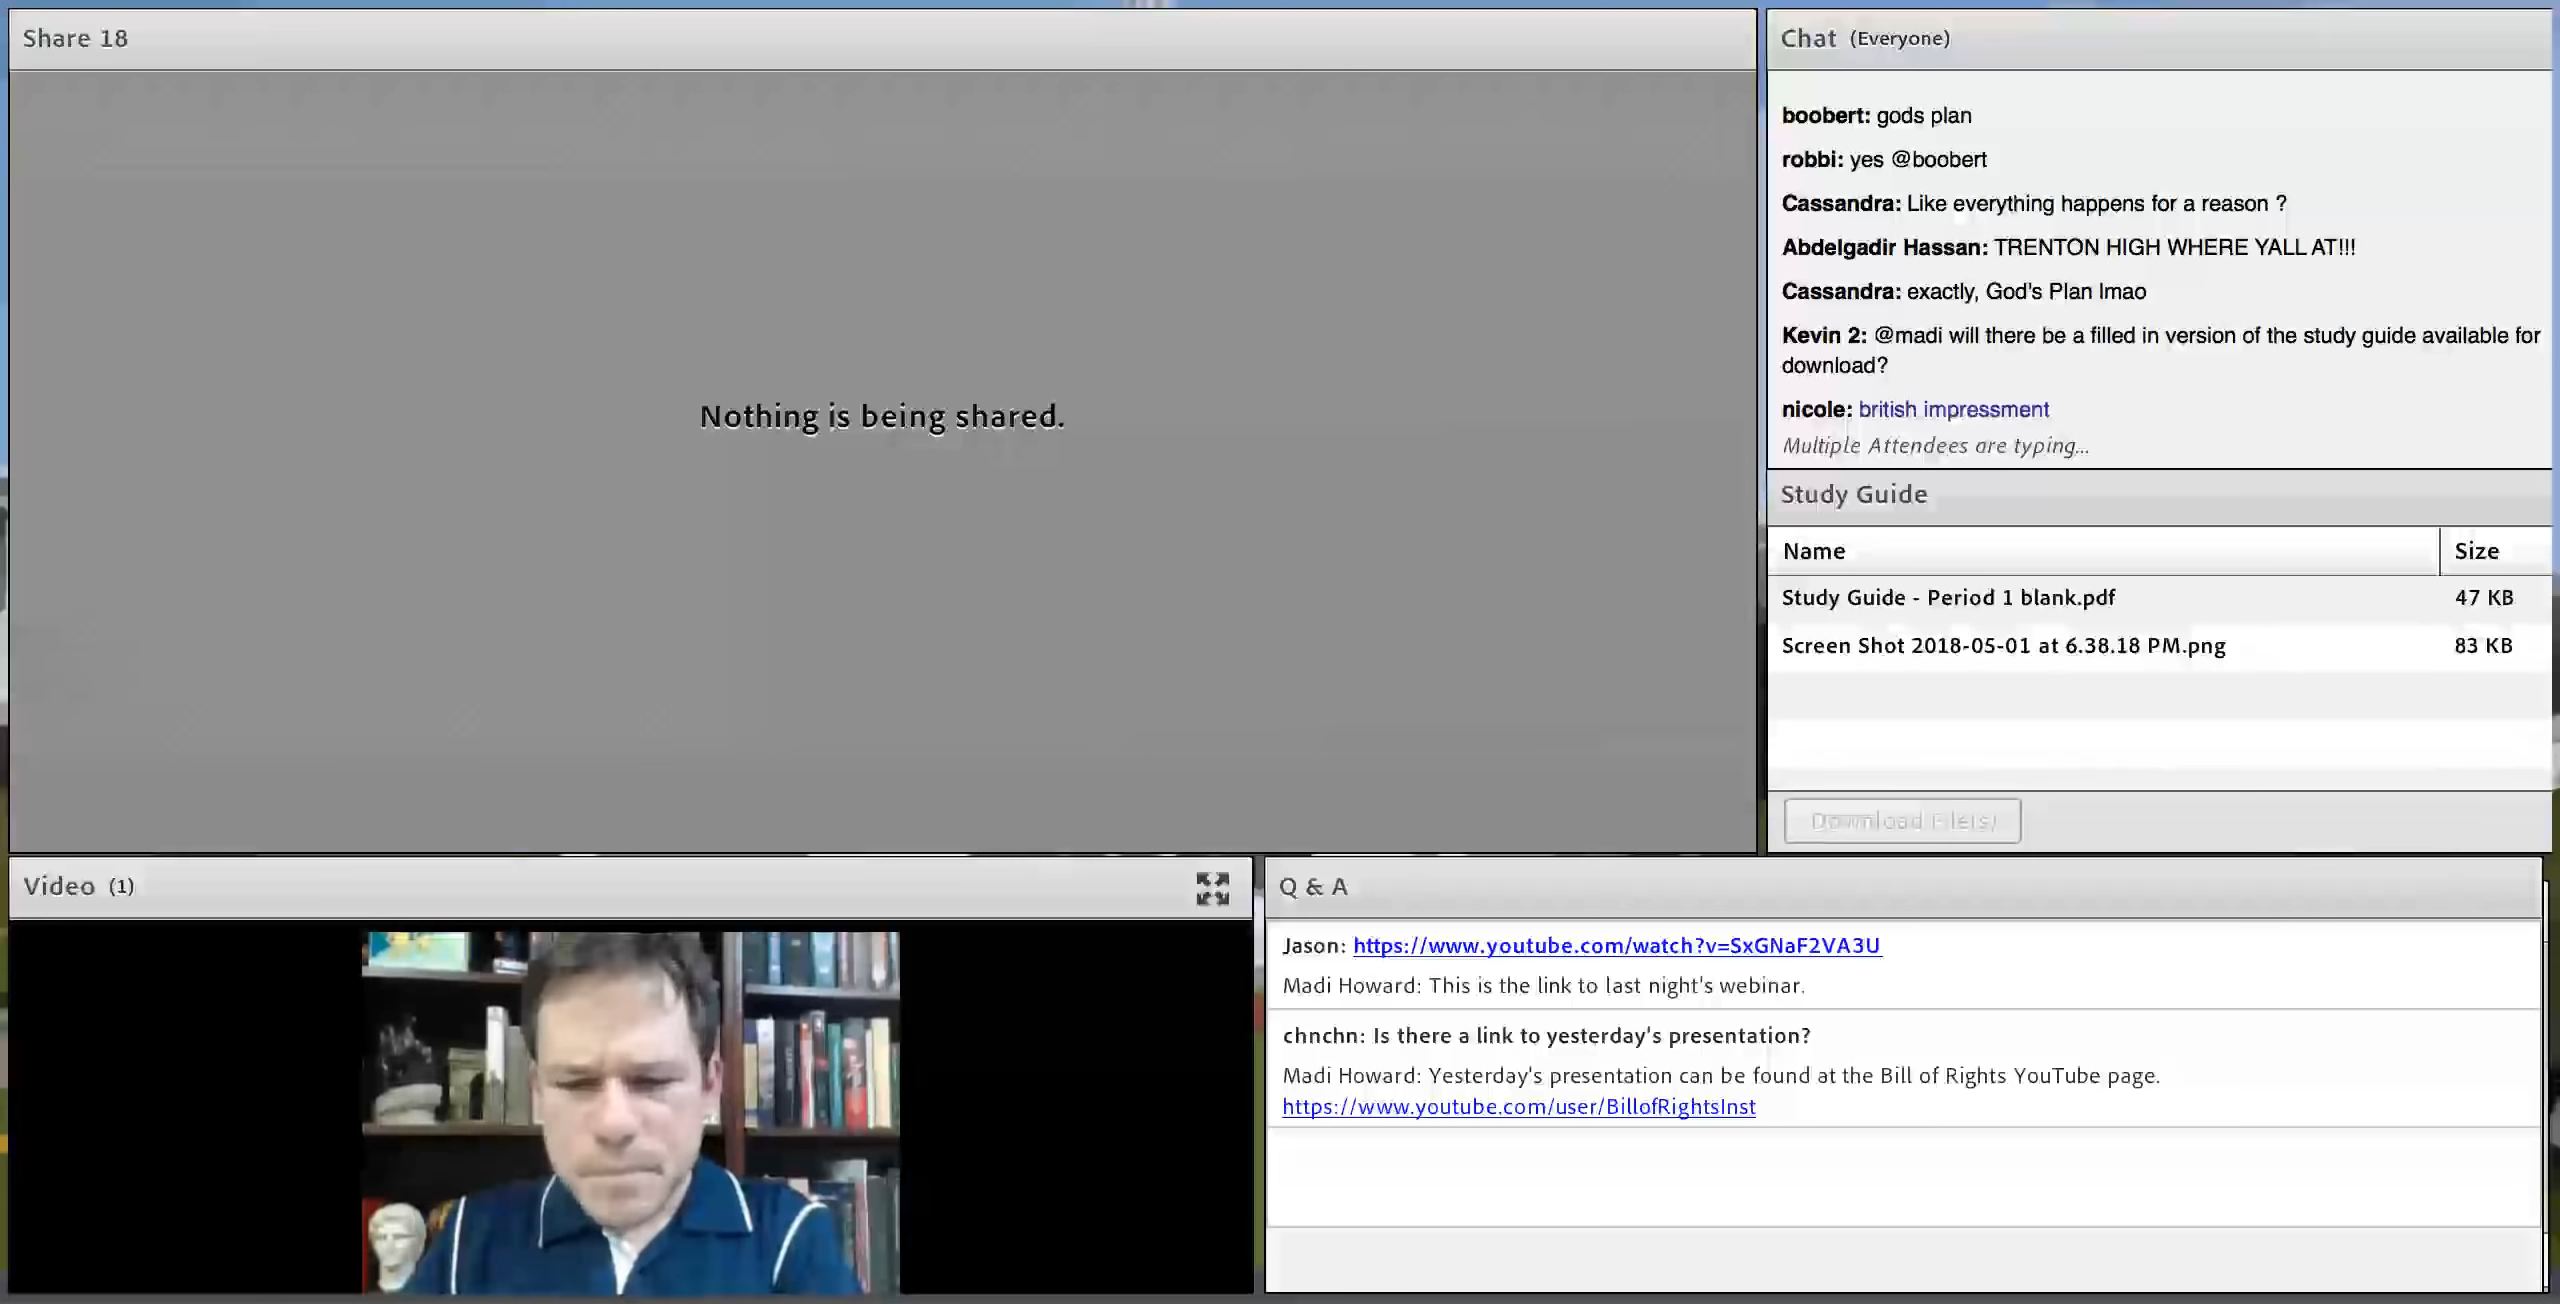 Share 18
Nothing is being shared.
Chat (Everyone)
boobert: gods plan
robbi: yes @boobert
Cassandra: Like everything happens for a reason ?
Abdelgadir Hassan: TRENTON HIGH WHERE YALL AT!!!
Cassandra: exactly, God's Plan lmao
Kevin 2: @madi will there be a filled in version of the study guide available for
download?
nicole: british impressment
Multiple Attendees are typing...
Study Guide
Name Size
Study Guide - Period 1 blank.pdf 47 KB
Screen Shot 2018-05-01 at 6.38.18 PM.png 83 KB
Download File(s)
Video (1)
Q & A
Jason: https://www.youtube.com/watch?v=SxGNaF2VA3U
Madi Howard: This is the link to last night's webinar.
chnchn: Is there a link to yesterday's presentation?
Madi Howard: Yesterday's presentation can be found at the Bill of Rights YouTube page.
https://www.youtube.com/user/BillofRightsInst